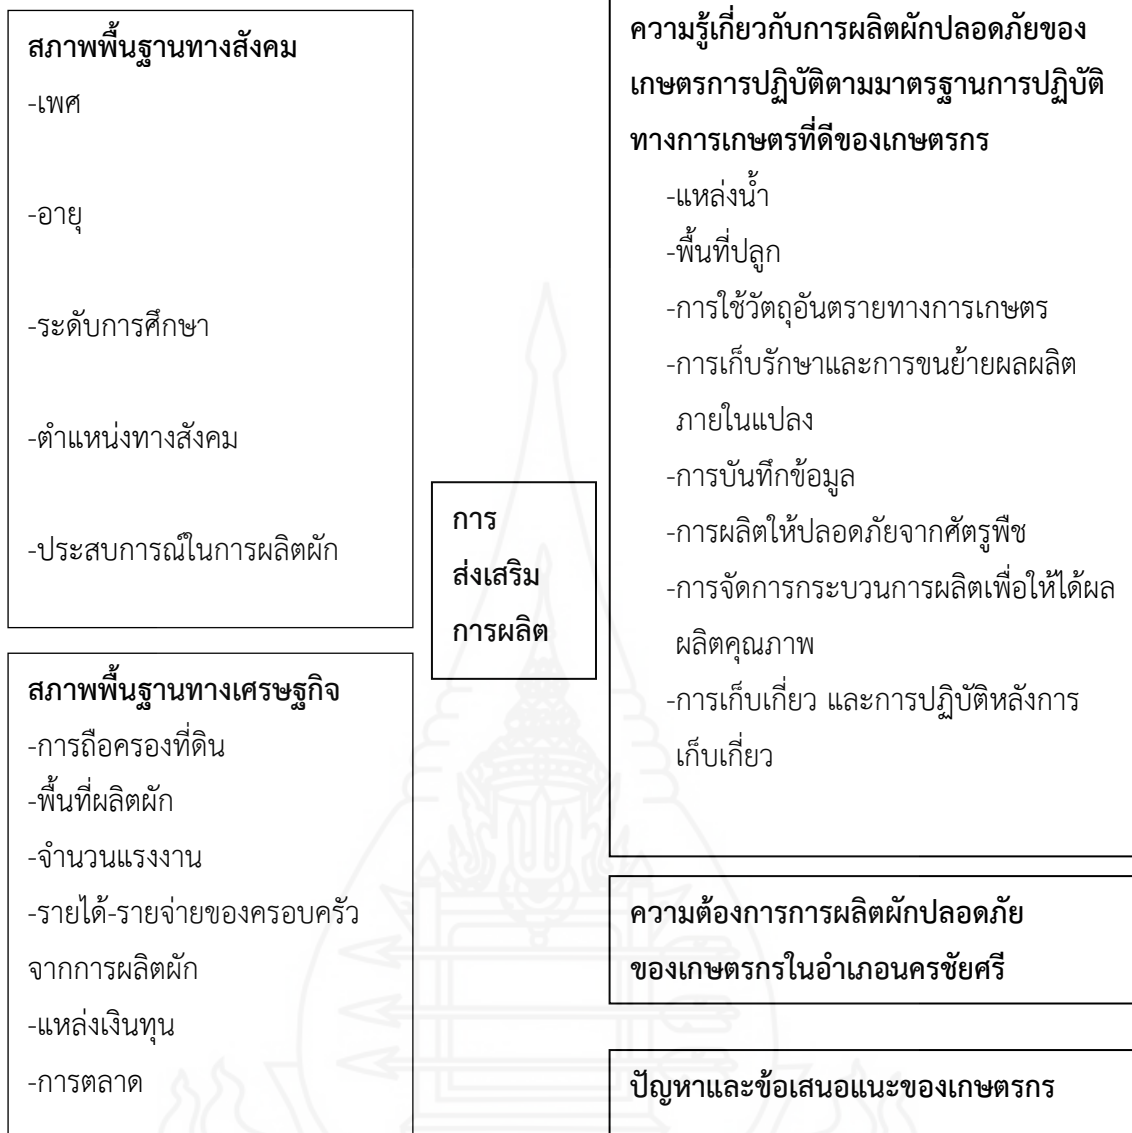 สภาพพื้นฐานทางสังคม
-เพศ
-อายุ
-ระดับการศึกษา
-ตำแหน่งทางสังคม
-ประสบการณ์ในการผลิตผัก
สภาพพื้นฐานทางเศรษฐกิจ
-การถือครองที่ดิน
-พื้นที่ผลิตผัก
-จำนวนแรงงาน
-รายได้-รายจ่ายของครอบครัว
จากการผลิตผัก
-แหล่งเงินทุน
-การตลาด
การ
ส่งเสริม
การผลิต
ความรู้เกี่ยวกับการผลิตผักปลอดภัยของ
เกษตรการปฏิบัติตามมาตรฐานการปฏิบัติ
ทางการเกษตรที่ดีของเกษตรกร
-แหล่งน้ำ
-พื้นที่ปลูก
-การใช้วัตถุอันตรายทางการเกษตร
-การเก็บรักษาและการขนย้ายผลผลิต
ภายในแปลง
-การบันทึกข้อมูล
-การผลิตให้ปลอดภัยจากศัตรูพืช
-การจัดการกระบวนการผลิตเพื่อให้ได้ผล
ผลิตคุณภาพ
-การเก็บเกี่ยว และการปฏิบัติหลังการ
เก็บเกี่ยว
ความต้องการการผลิตผักปลอดภัย
ของเกษตรกรในอำเภอนครชัยศรี
ปัญหาและข้อเสนอแนะของเกษตรกร